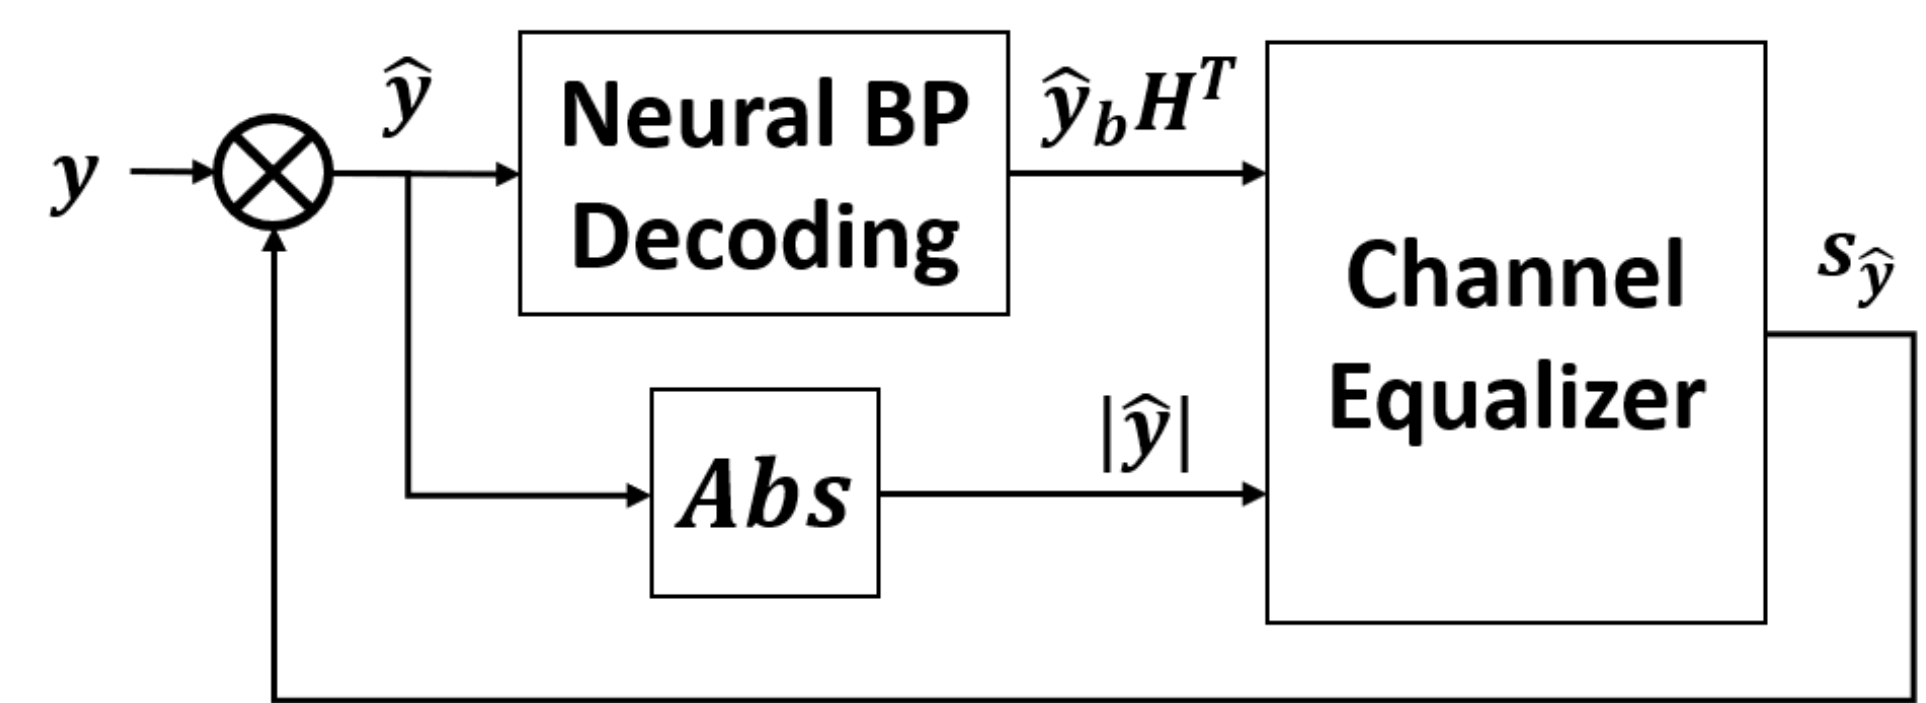 y
ŷ
Neural BP
Decoding
ŷ_b H^T
Channel
Equalizer
s_ŷ
Abs
|ŷ|